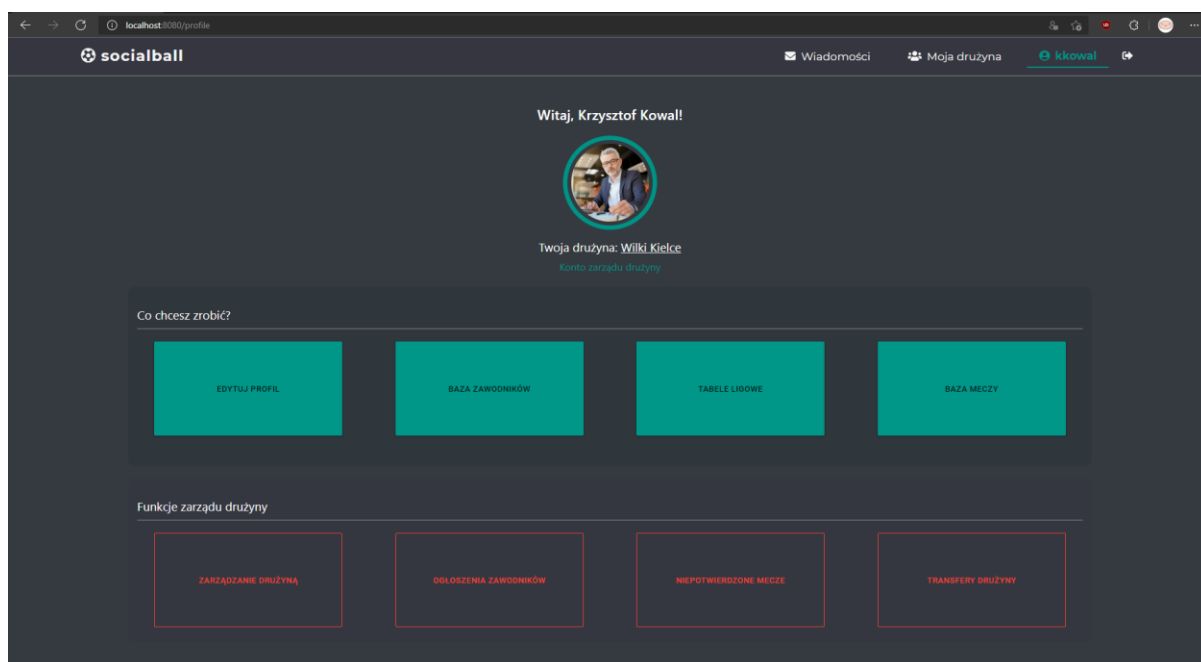 localhost:8080/profile
socialball
Wiadomości
Moja drużyna
kkowal
Witaj, Krzysztof Kowal!
Twoja drużyna: Wilki Kielce
Konto zarządu drużyny
Co chcesz zrobić?
EDYTUJ PROFIL
BAZA ZAWODNIKÓW
TABELE LIGOWE
BAZA MECZY
Funkcje zarządu drużyny
ZARZĄDZANIE DRUŻYNĄ
OGŁOSZENIA ZAWODNIKÓW
NIEPOTWIERDZONE MECZE
TRANSFERY DRUŻYNY